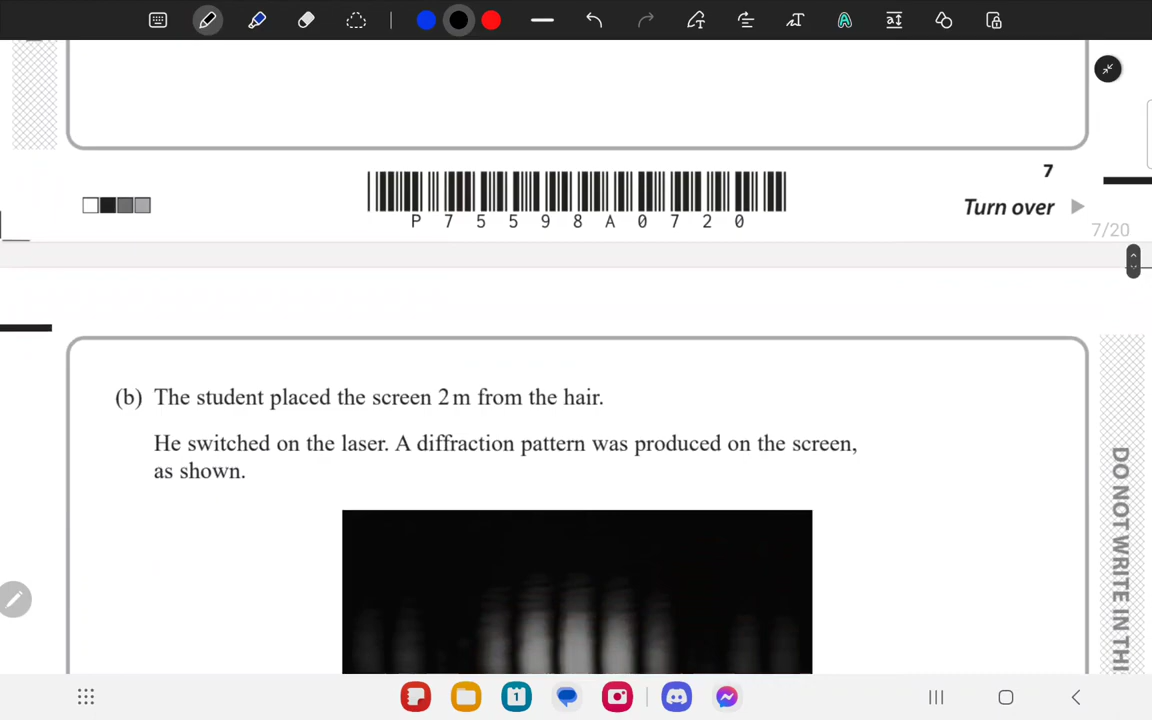 7
P 7 5 5 9 8 A 0 7 2 0
Turn over
7/20
(b) The student placed the screen 2 m from the hair.
He switched on the laser. A diffraction pattern was produced on the screen,
as shown.
DO NOT WRITE IN THI